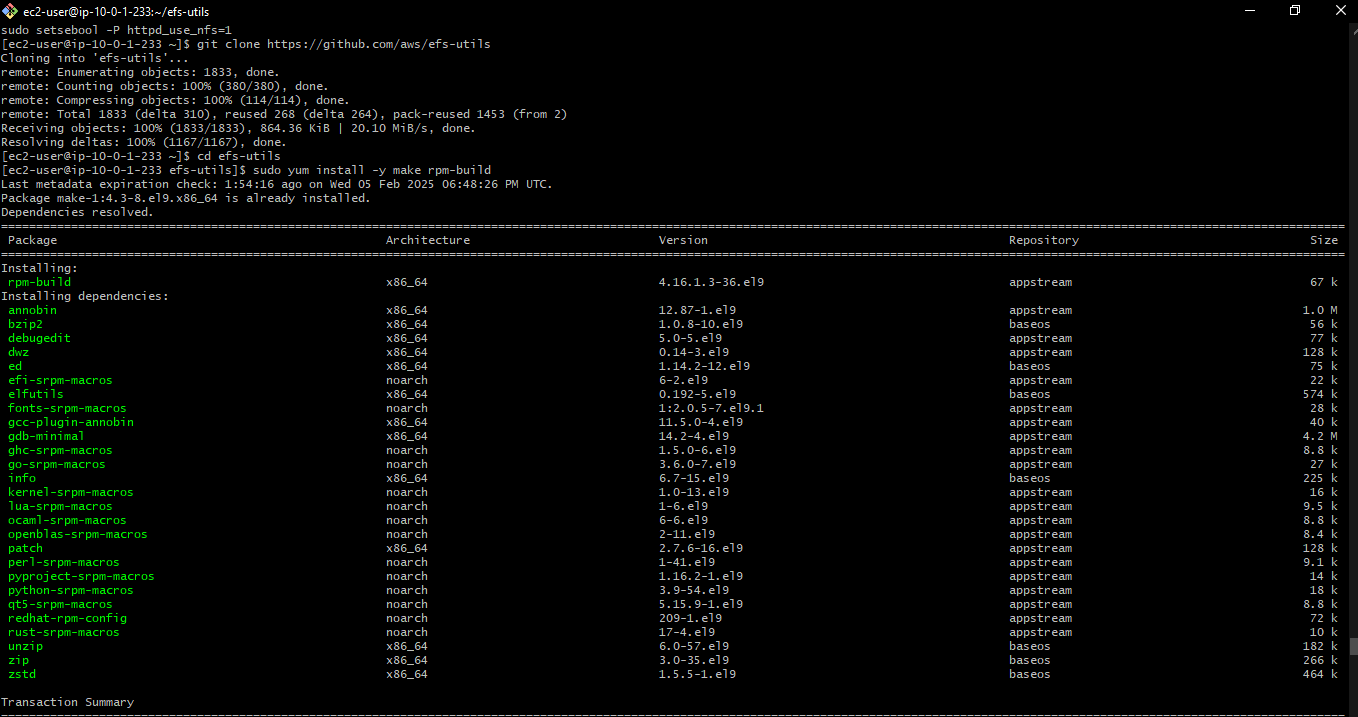 ec2-user@ip-10-0-1-233:~/efs-utils
sudo setsebool -P httpd_use_nfs=1
[ec2-user@ip-10-0-1-233 ~]$ git clone https://github.com/aws/efs-utils
Cloning into 'efs-utils'...
remote: Enumerating objects: 1833, done.
remote: Counting objects: 100% (380/380), done.
remote: Compressing objects: 100% (114/114), done.
remote: Total 1833 (delta 310), reused 268 (delta 264), pack-reused 1453 (from 2)
Receiving objects: 100% (1833/1833), 864.36 KiB | 20.10 MiB/s, done.
Resolving deltas: 100% (1167/1167), done.
[ec2-user@ip-10-0-1-233 ~]$ cd efs-utils
[ec2-user@ip-10-0-1-233 efs-utils]$ sudo yum install -y make rpm-build
Last metadata expiration check: 1:54:16 ago on Wed 05 Feb 2025 06:48:26 PM UTC.
Package make-1:4.3-8.el9.x86_64 is already installed.
Dependencies resolved.
Package Architecture Version Repository Size
Installing:
rpm-build x86_64 4.16.1.3-36.el9 appstream 67 k
Installing dependencies:
annobin x86_64 12.87-1.el9 appstream 1.0 M
bzip2 x86_64 1.0.8-10.el9 baseos 56 k
debugedit x86_64 5.0-5.el9 appstream 77 k
dwz x86_64 0.14-3.el9 appstream 128 k
ed x86_64 1.14.2-12.el9 baseos 75 k
efi-srpm-macros noarch 6-2.el9 appstream 22 k
elfutils x86_64 0.192-5.el9 baseos 574 k
fonts-srpm-macros noarch 1:2.0.5-7.el9.1 appstream 28 k
gcc-plugin-annobin x86_64 11.5.0-4.el9 appstream 40 k
gdb-minimal x86_64 14.2-4.el9 appstream 4.2 M
ghc-srpm-macros noarch 1.5.0-6.el9 appstream 8.8 k
go-srpm-macros noarch 3.6.0-7.el9 appstream 27 k
info x86_64 6.7-15.el9 baseos 225 k
kernel-srpm-macros noarch 1.0-13.el9 appstream 16 k
lua-srpm-macros noarch 1-6.el9 appstream 9.5 k
ocaml-srpm-macros noarch 6-6.el9 appstream 8.8 k
openblas-srpm-macros noarch 2-11.el9 appstream 8.4 k
patch x86_64 2.7.6-16.el9 appstream 128 k
perl-srpm-macros noarch 1-41.el9 appstream 9.1 k
pyproject-srpm-macros noarch 1.16.2-1.el9 appstream 14 k
python-srpm-macros noarch 3.9-54.el9 appstream 18 k
qt5-srpm-macros noarch 5.15.9-1.el9 appstream 8.8 k
redhat-rpm-config noarch 209-1.el9 appstream 72 k
rust-srpm-macros noarch 17-4.el9 appstream 10 k
unzip x86_64 6.0-57.el9 baseos 182 k
zip x86_64 3.0-35.el9 baseos 266 k
zstd x86_64 1.5.5-1.el9 baseos 464 k
Transaction Summary